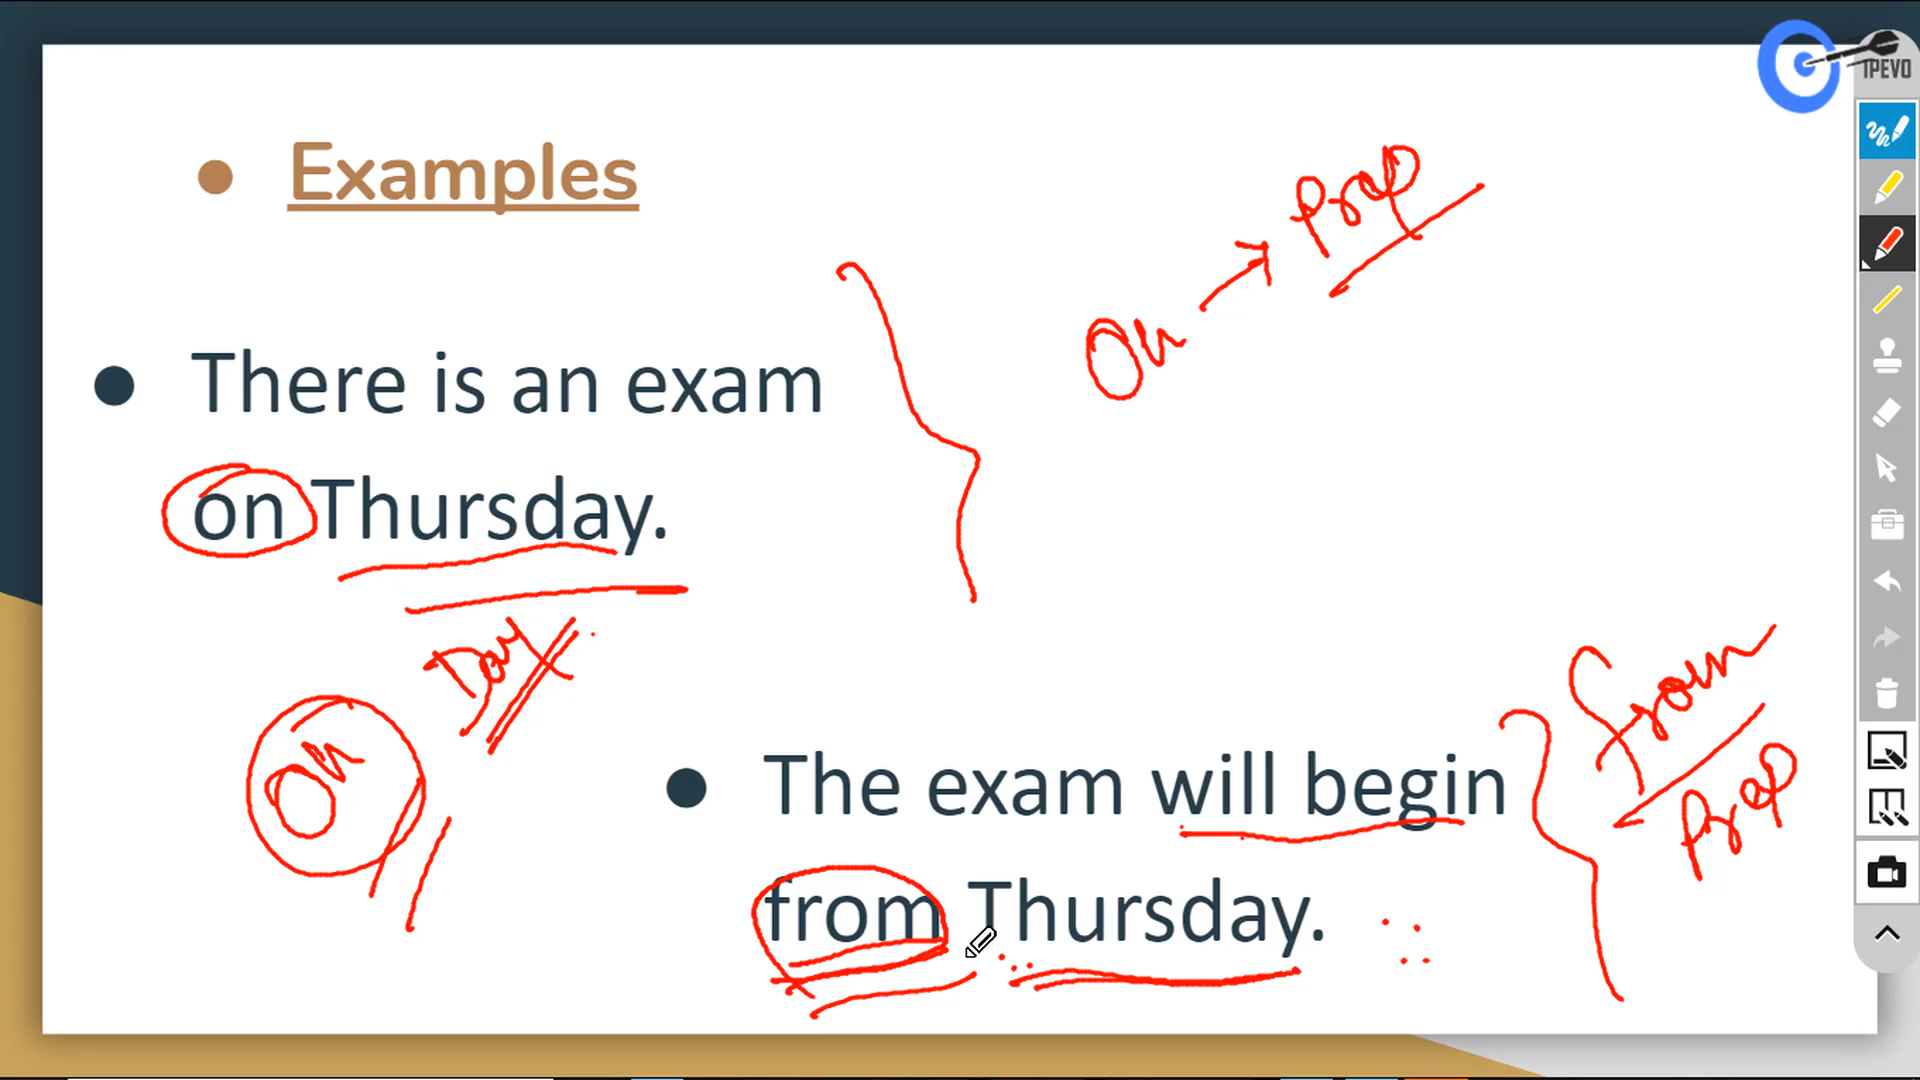 IPEVO
Examples
Prep
On
There is an exam
on Thursday.
Day
On
from
Prep
The exam will begin
from Thursday.